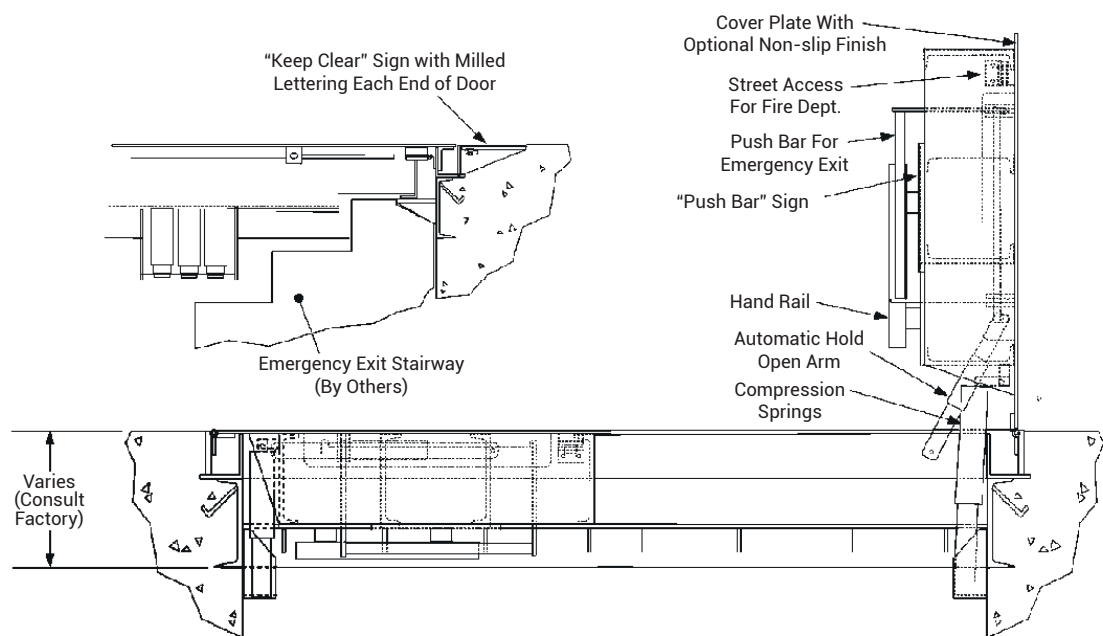 “Keep Clear” Sign with Milled
Lettering Each End of Door
Emergency Exit Stairway
(By Others)
Cover Plate With
Optional Non-slip Finish
Street Access
For Fire Dept.
Push Bar For
Emergency Exit
“Push Bar” Sign
Hand Rail
Automatic Hold
Open Arm
Compression
Springs
Varies
(Consult
Factory)